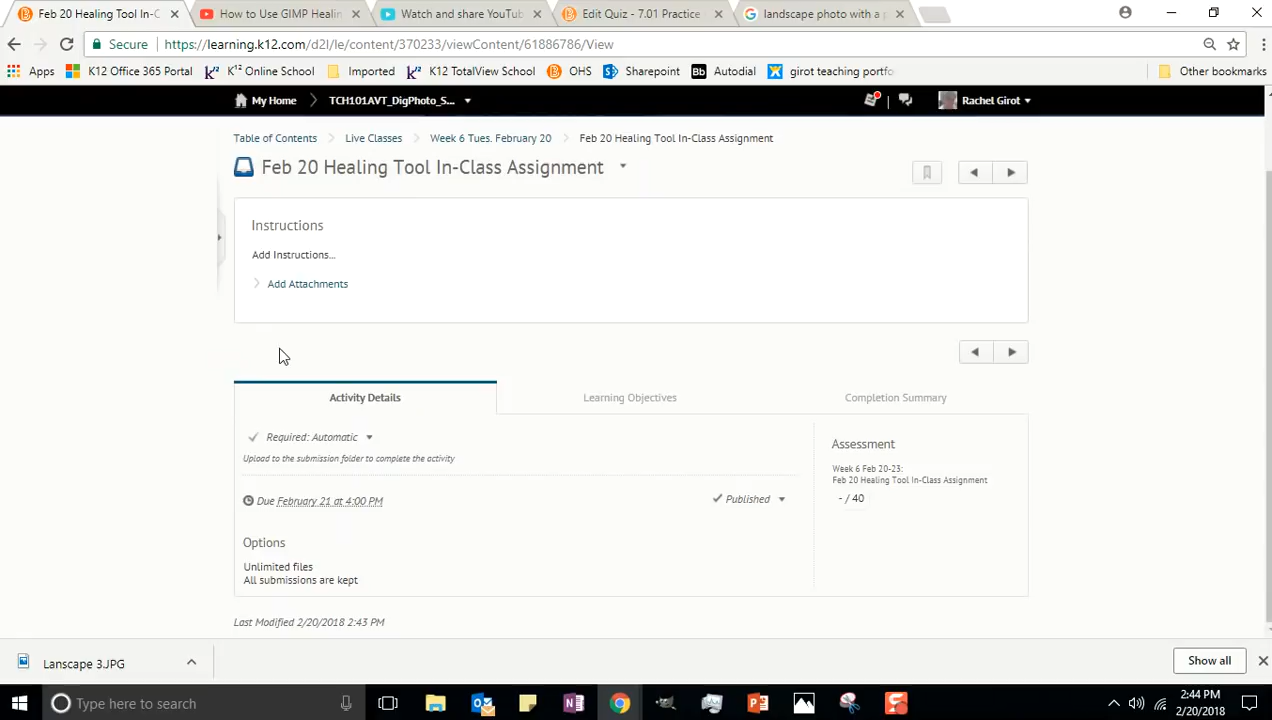 Feb 20 Healing Tool In-C
How to Use GIMP Healin
Watch and share YouTub
Edit Quiz - 7.01 Practice
landscape photo with a p
Secure
https://learning.k12.com/d2l/le/content/370233/viewContent/61886786/View
Apps
K12 Office 365 Portal
K¹² Online School
Imported
K12 TotalView School
OHS
Sharepoint
Bb Autodial
girot teaching portfo
Other bookmarks
My Home
TCH101AVT_DigPhoto_S...
Rachel Girot
Table of Contents
Live Classes
Week 6 Tues. February 20
Feb 20 Healing Tool In-Class Assignment
Feb 20 Healing Tool In-Class Assignment
Instructions
Add Instructions...
Add Attachments
Activity Details
Learning Objectives
Completion Summary
Required: Automatic
Upload to the submission folder to complete the activity
Due February 21 at 4:00 PM
Published
Options
Unlimited files
All submissions are kept
Assessment
Week 6 Feb 20-23:
Feb 20 Healing Tool In-Class Assignment
- / 40
Last Modified 2/20/2018 2:43 PM
Lanscape 3.JPG
Show all
Type here to search
2:44 PM
2/20/2018